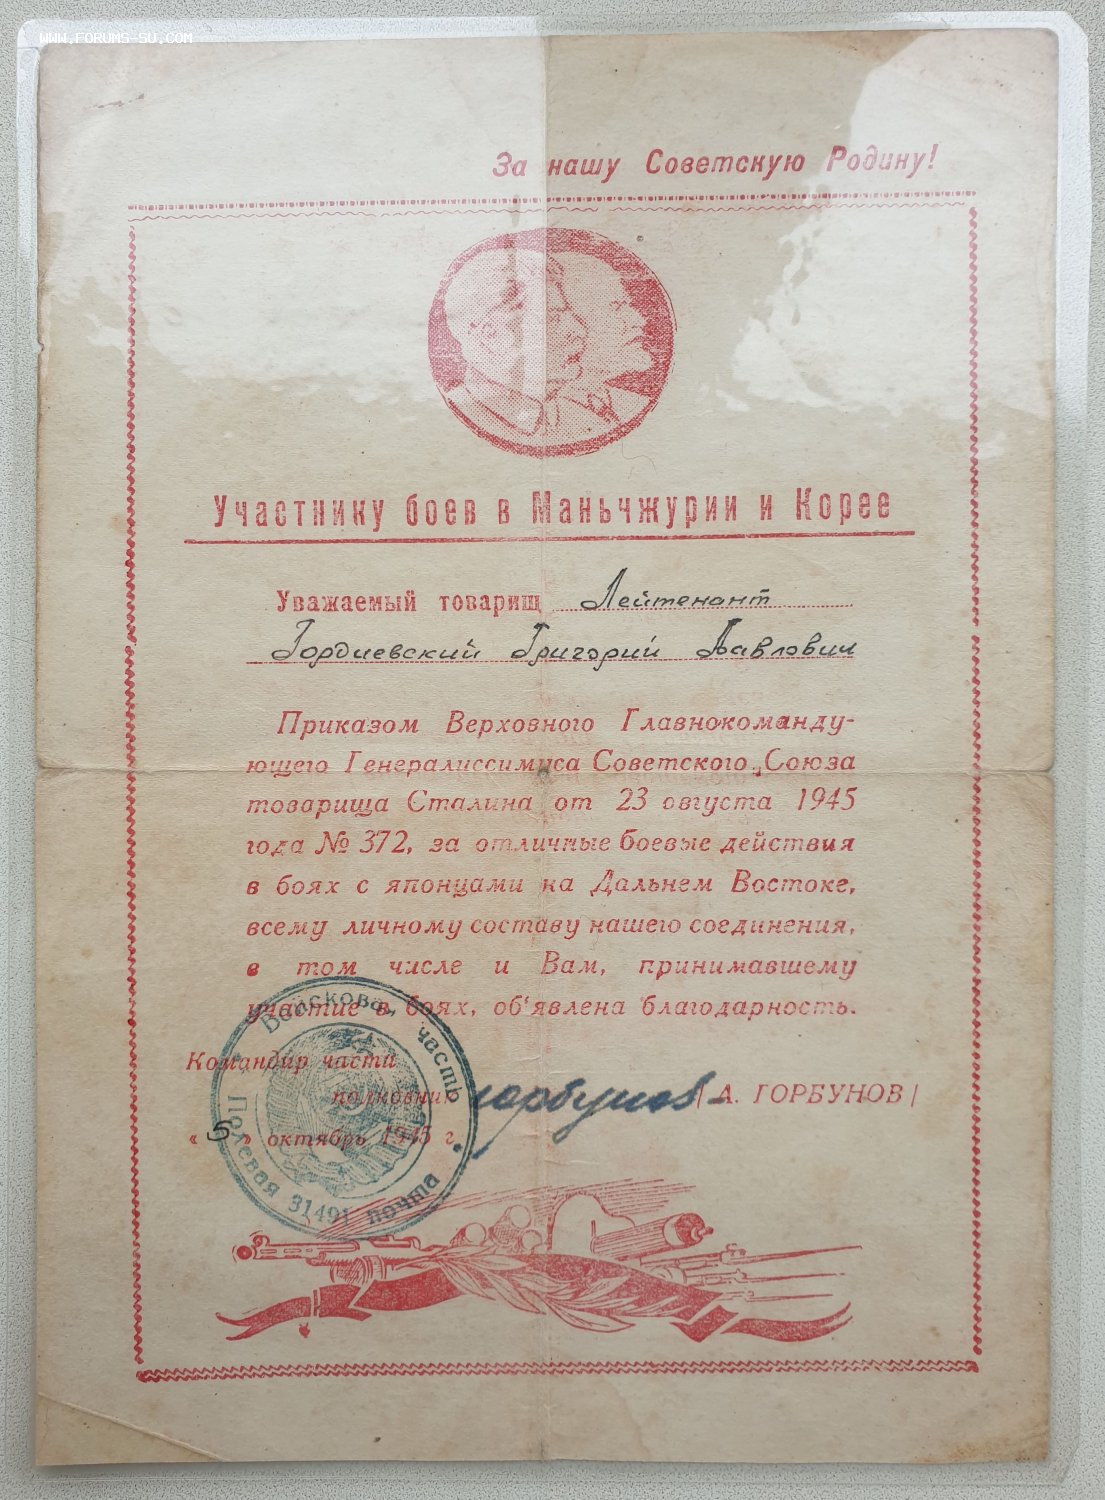 WWW.FORUMS-SU.COM
За нашу Советскую Родину!
Участнику боев в Маньчжурии и Корее
Уважаемый товарищ Лейтенант
Гордиевский Григорий Павлович
Приказом Верховного Главнокоманду-
ющего Генералиссимуса Советского Союза
товарища Сталина от 23 августа 1945
года № 372, за отличные боевые действия
в боях с японцами на Дальнем Востоке,
всему личному составу нашего соединения,
в том числе и Вам, принимавшему
участие в боях, об'явлена благодарность.
Командир части
полковник Горбунов | А. ГОРБУНОВ |
« 5 » октябрь 1945 г.
Войсковая часть
Полевая 31491 почта